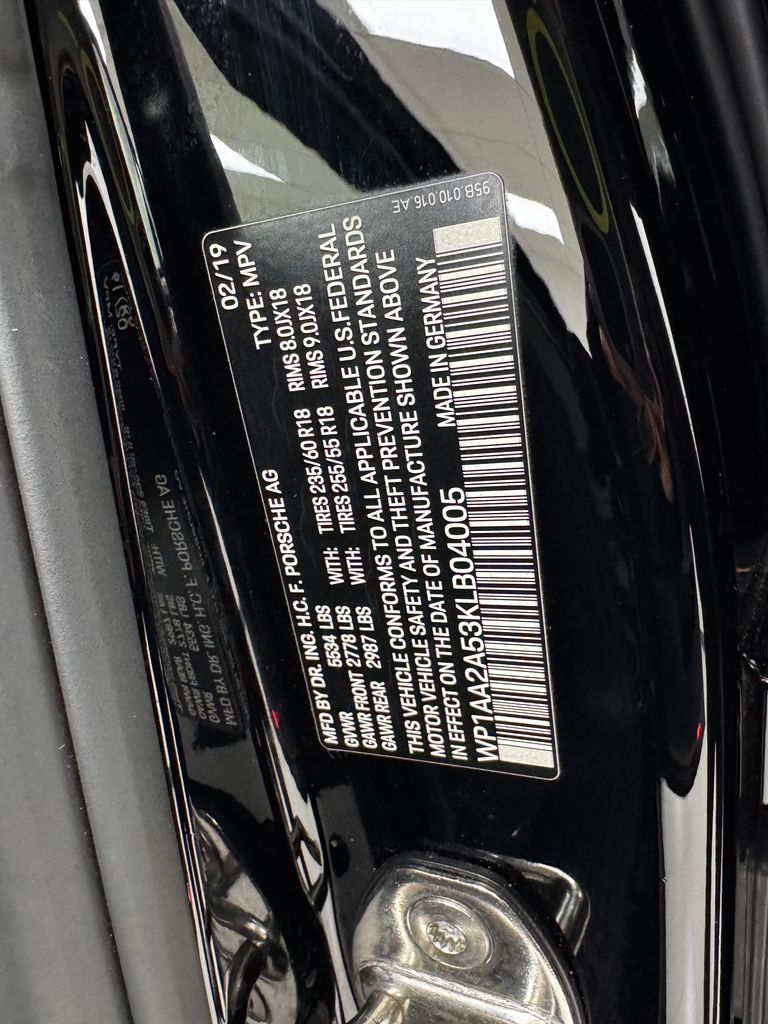 MFD BY DR. ING. H.C. F. PORSCHE AG 02/19
GVWR 5534 LBS TYPE: MPV
GAWR FRONT 2778 LBS WITH: TIRES 235/60 R18 RIMS 8.0JX18
GAWR REAR 2987 LBS WITH: TIRES 255/55 R18 RIMS 9.0JX18
THIS VEHICLE CONFORMS TO ALL APPLICABLE U.S. FEDERAL
MOTOR VEHICLE SAFETY AND THEFT PREVENTION STANDARDS
IN EFFECT ON THE DATE OF MANUFACTURE SHOWN ABOVE
WP1AA2A53KLB04005 MADE IN GERMANY
95B.010.016.AE